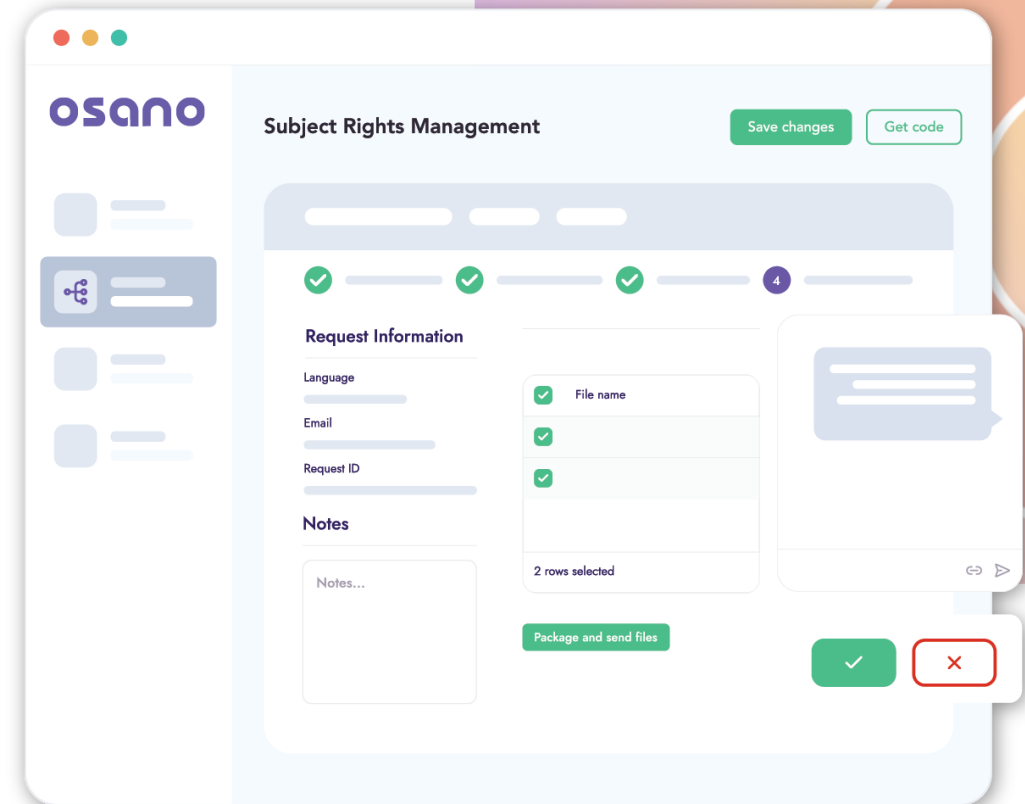 osano
Subject Rights Management
Save changes
Get code
4
Request Information
Language
Email
Request ID
Notes
Notes...
File name
2 rows selected
Package and send files